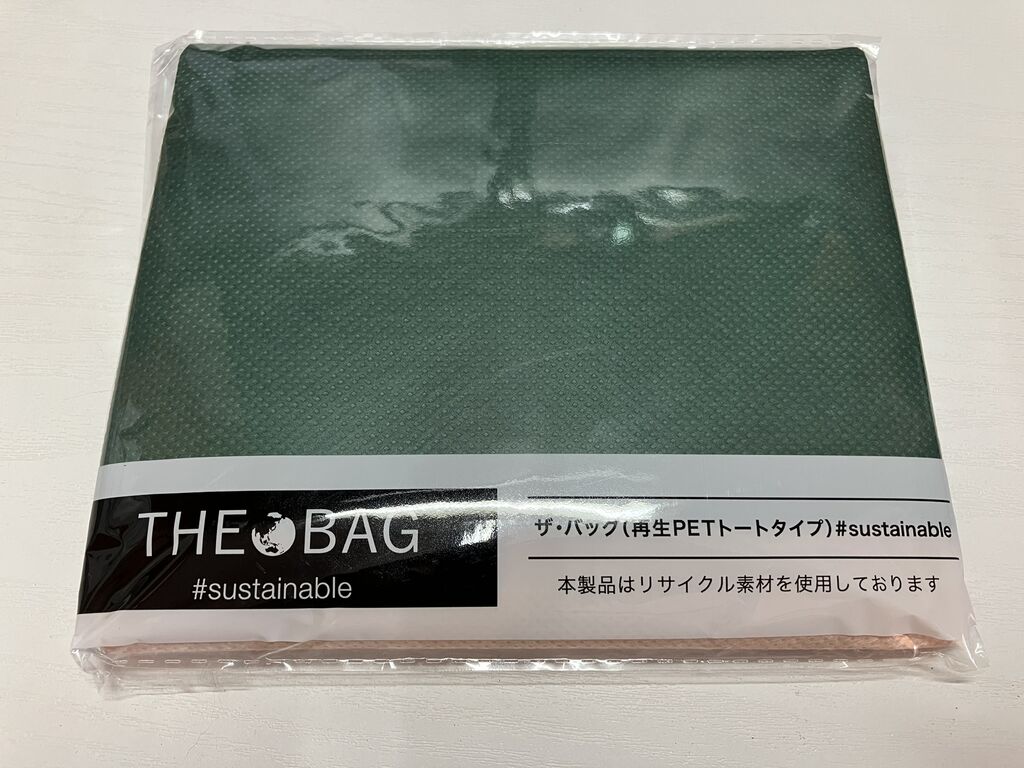 THE BAG
#sustainable
ザ・バッグ(再生PETトートタイプ)#sustainable
本製品はリサイクル素材を使用しております